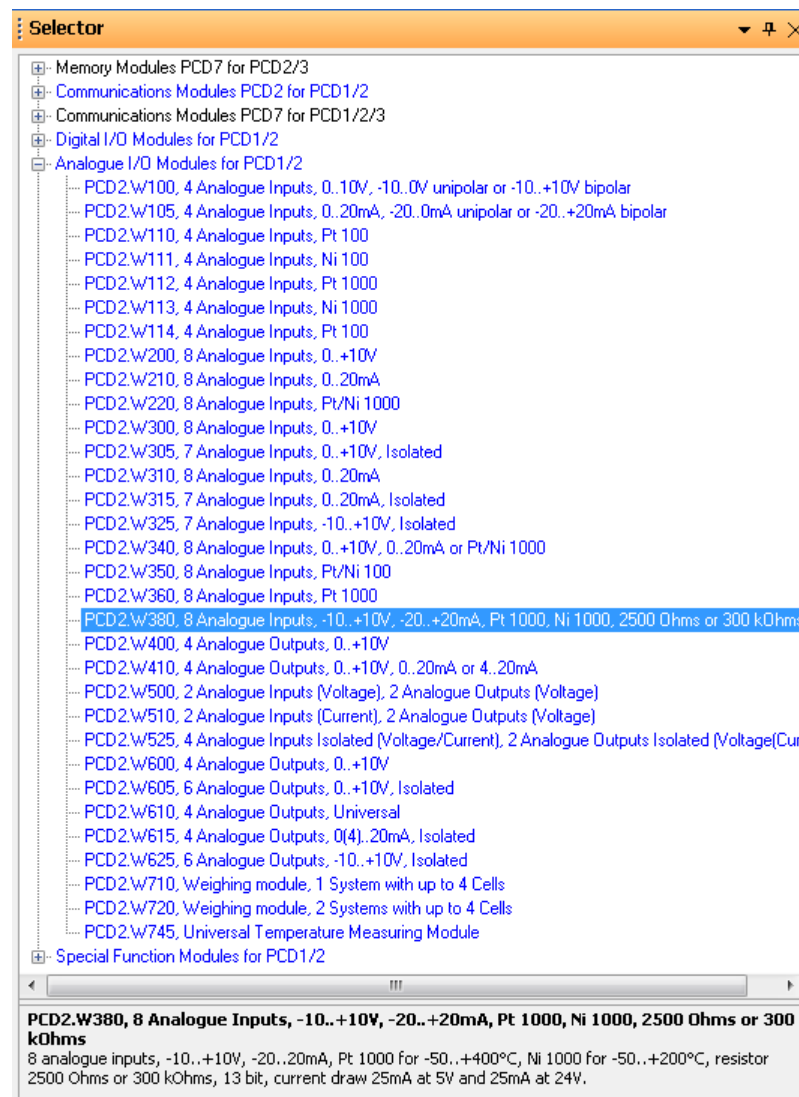 Selector
Memory Modules PCD7 for PCD2/3
Communications Modules PCD2 for PCD1/2
Communications Modules PCD7 for PCD1/2/3
Digital I/O Modules for PCD1/2
Analogue I/O Modules for PCD1/2
PCD2.W100, 4 Analogue Inputs, 0..10V, -10..0V unipolar or -10..+10V bipolar
PCD2.W105, 4 Analogue Inputs, 0..20mA, -20..0mA unipolar or -20..+20mA bipolar
PCD2.W110, 4 Analogue Inputs, Pt 100
PCD2.W111, 4 Analogue Inputs, Ni 100
PCD2.W112, 4 Analogue Inputs, Pt 1000
PCD2.W113, 4 Analogue Inputs, Ni 1000
PCD2.W114, 4 Analogue Inputs, Pt 100
PCD2.W200, 8 Analogue Inputs, 0..+10V
PCD2.W210, 8 Analogue Inputs, 0..20mA
PCD2.W220, 8 Analogue Inputs, Pt/Ni 1000
PCD2.W300, 8 Analogue Inputs, 0..+10V
PCD2.W305, 7 Analogue Inputs, 0..+10V, Isolated
PCD2.W310, 8 Analogue Inputs, 0..20mA
PCD2.W315, 7 Analogue Inputs, 0..20mA, Isolated
PCD2.W325, 7 Analogue Inputs, -10..+10V, Isolated
PCD2.W340, 8 Analogue Inputs, 0..+10V, 0..20mA or Pt/Ni 1000
PCD2.W350, 8 Analogue Inputs, Pt/Ni 100
PCD2.W360, 8 Analogue Inputs, Pt 1000
PCD2.W380, 8 Analogue Inputs, -10..+10V, -20..+20mA, Pt 1000, Ni 1000, 2500 Ohms or 300 kOhms
PCD2.W400, 4 Analogue Outputs, 0..+10V
PCD2.W410, 4 Analogue Outputs, 0..+10V, 0..20mA or 4..20mA
PCD2.W500, 2 Analogue Inputs (Voltage), 2 Analogue Outputs (Voltage)
PCD2.W510, 2 Analogue Inputs (Current), 2 Analogue Outputs (Voltage)
PCD2.W525, 4 Analogue Inputs Isolated (Voltage/Current), 2 Analogue Outputs Isolated (Voltage(Cur
PCD2.W600, 4 Analogue Outputs, 0..+10V
PCD2.W605, 6 Analogue Outputs, 0..+10V, Isolated
PCD2.W610, 4 Analogue Outputs, Universal
PCD2.W615, 4 Analogue Outputs, 0(4)..20mA, Isolated
PCD2.W625, 6 Analogue Outputs, -10..+10V, Isolated
PCD2.W710, Weighing module, 1 System with up to 4 Cells
PCD2.W720, Weighing module, 2 Systems with up to 4 Cells
PCD2.W745, Universal Temperature Measuring Module
Special Function Modules for PCD1/2
PCD2.W380, 8 Analogue Inputs, -10..+10V, -20..+20mA, Pt 1000, Ni 1000, 2500 Ohms or 300
kOhms
8 analogue inputs, -10..+10V, -20..20mA, Pt 1000 for -50..+400°C, Ni 1000 for -50..+200°C, resistor
2500 Ohms or 300 kOhms, 13 bit, current draw 25mA at 5V and 25mA at 24V.